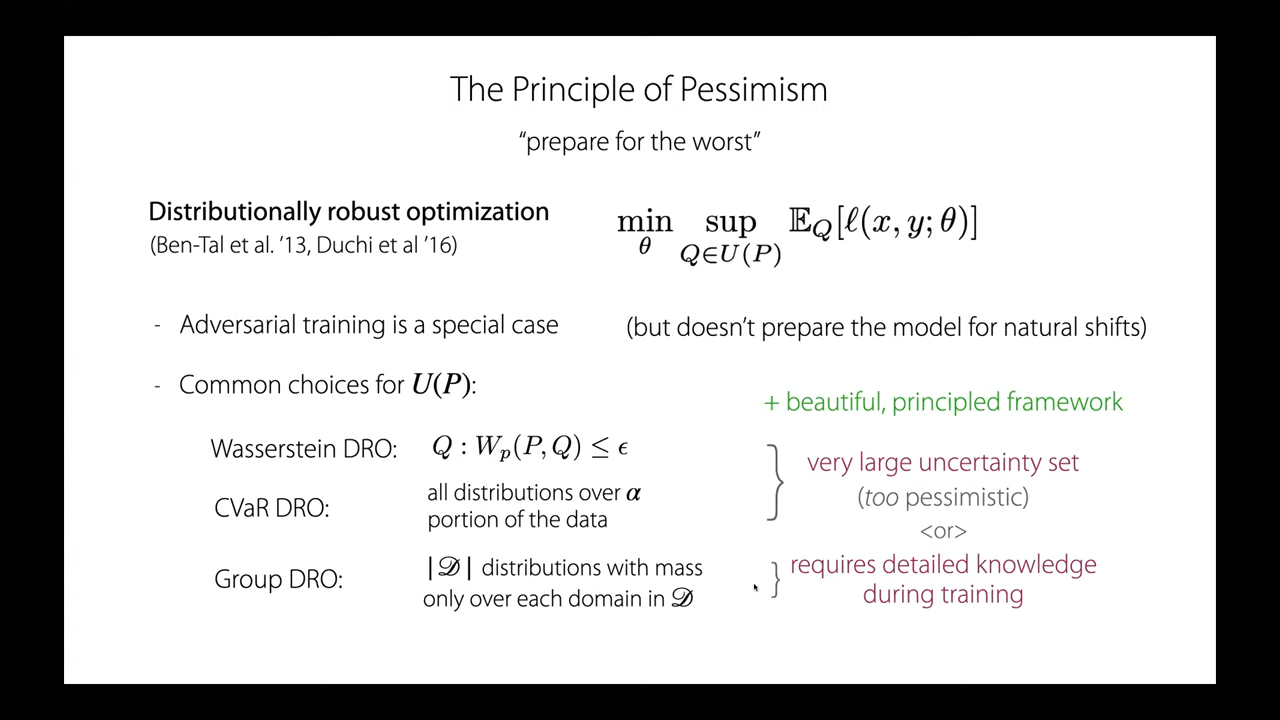 The Principle of Pessimism
“prepare for the worst”
Distributionally robust optimization
(Ben-Tal et al. ’13, Duchi et al ’16)
min_θ sup_{Q∈U(P)} 𝔼_Q[ℓ(x, y; θ)]
- Adversarial training is a special case
(but doesn’t prepare the model for natural shifts)
- Common choices for U(P):
+ beautiful, principled framework
Wasserstein DRO: Q : W_p(P, Q) ≤ ϵ
very large uncertainty set
(too pessimistic)
CVaR DRO:
all distributions over α
portion of the data
<or>
Group DRO:
|𝒟| distributions with mass
only over each domain in 𝒟
requires detailed knowledge
during training